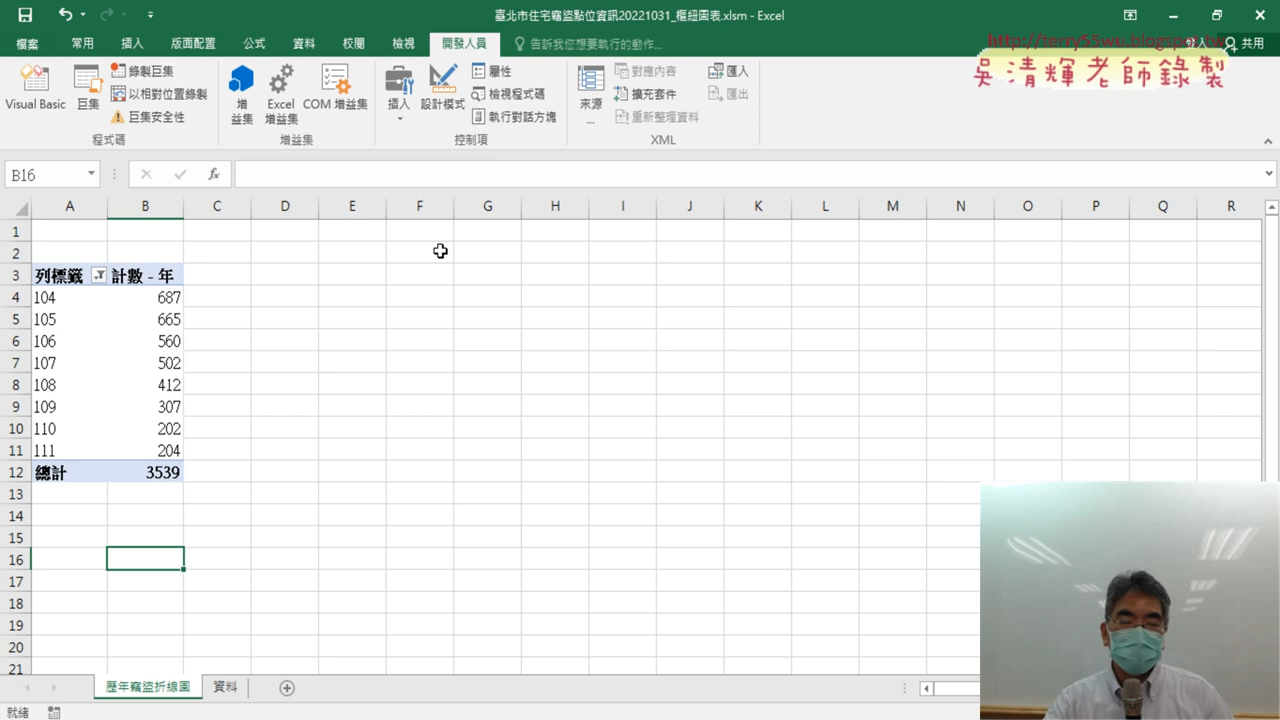 臺北市住宅竊盜點位資訊20221031_樞紐圖表.xlsm - Excel
檔案 常用 插入 版面配置 公式 資料 校閱 檢視 開發人員 告訴我您想要執行的動作... 登入 共用
http://terry55wu.blogspot.tw
吳清輝老師錄製
Visual Basic 巨集 錄製巨集 以相對位置錄製 巨集安全性
程式碼
增益集 Excel 增益集 COM 增益集
增益集
插入 設計模式 屬性 檢視程式碼 執行對話方塊
控制項
來源... 對應內容 擴充套件 重新整理資料 匯入 匯出
XML
B16 fx
A B C D E F G H I J K L M N O P Q R
1
2
3 列標籤 計數 - 年
4 104 687
5 105 665
6 106 560
7 107 502
8 108 412
9 109 307
10 110 202
11 111 204
12 總計 3539
13
14
15
16
17
18
19
20
21
歷年竊盜折線圖 資料
就緒